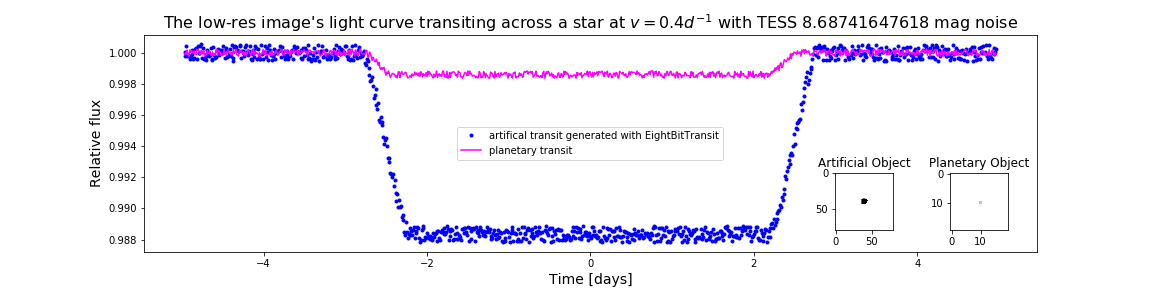 The low-res image's light curve transiting across a star at v = 0.4d⁻¹ with TESS 8.68741647618 mag noise
Relative flux
1.000
0.998
0.996
0.994
0.992
0.990
0.988
artifical transit generated with EightBitTransit
planetary transit
Artificial Object
0
50
0
50
Planetary Object
0
10
0
10
−4
−2
0
2
4
Time [days]